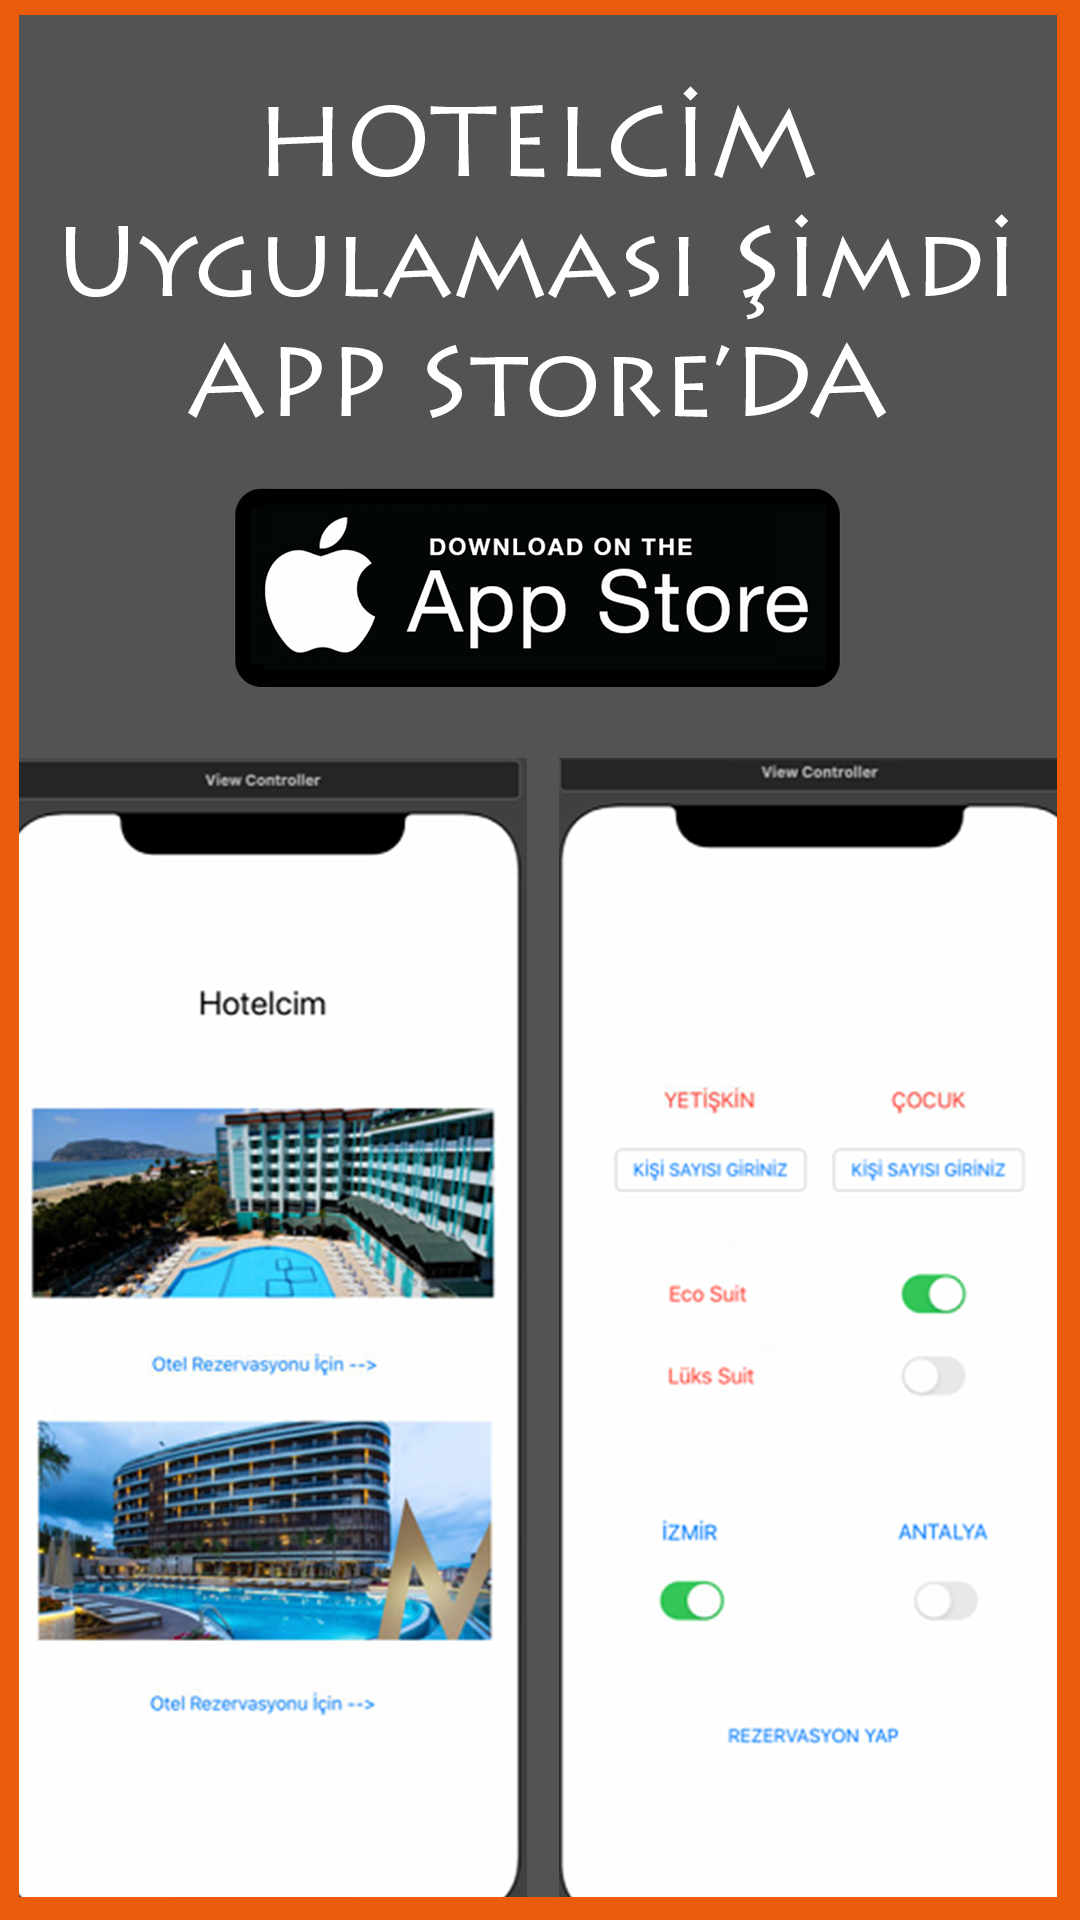 HOTELCİM
UYGULAMASI ŞİMDİ
APP STORE'DA
DOWNLOAD ON THE
App Store
View Controller
Hotelcim
Otel Rezervasyonu İçin -->
Otel Rezervasyonu İçin -->
View Controller
YETİŞKİN ÇOCUK
KİŞİ SAYISI GİRİNİZ KİŞİ SAYISI GİRİNİZ
Eco Suit
Lüks Suit
İZMİR ANTALYA
REZERVASYON YAP